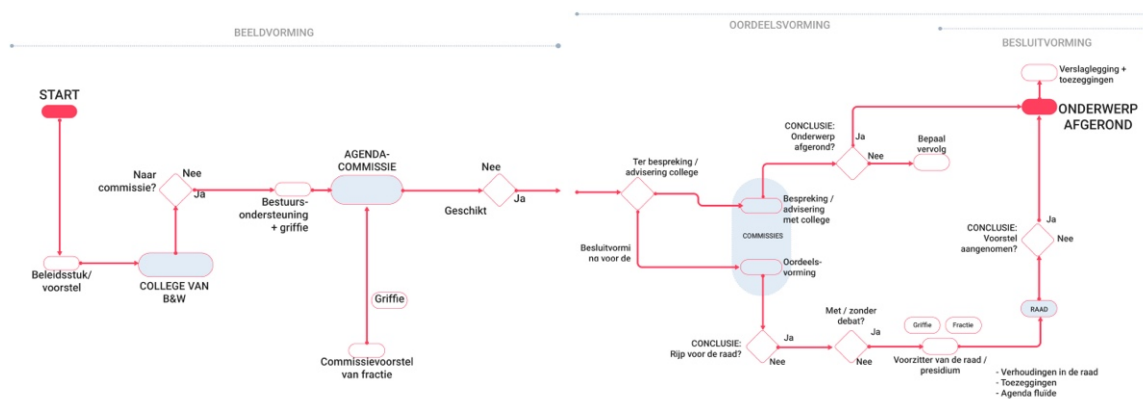 BEELDVORMING
OORDEELSVORMING
BESLUITVORMING
START
Naar
commissie?
Nee
Ja
Beleidsstuk/
voorstel
COLLEGE VAN
B&W
Bestuurs-
ondersteuning
+ griffie
AGENDA-
COMMISSIE
Griffie
Commissievoorstel
van fractie
Nee
Geschikt
Ja
Ter bespreking /
advisering college
Besluitvormi
ng voor de
COMMISSIES
Bespreking /
advisering
met college
Oordeels-
vorming
CONCLUSIE:
Onderwerp
afgerond?
Ja
Nee
Bepaal
vervolg
CONCLUSIE:
Rijp voor de raad?
Ja
Nee
Met / zonder
debat?
Ja
Nee
Griffie
Fractie
Voorzitter van de raad /
presidium
RAAD
- Verhoudingen in de raad
- Toezeggingen
- Agenda fluïde
CONCLUSIE:
Voorstel
aangenomen?
Ja
Nee
Verslaglegging +
toezeggingen
ONDERWERP
AFGEROND